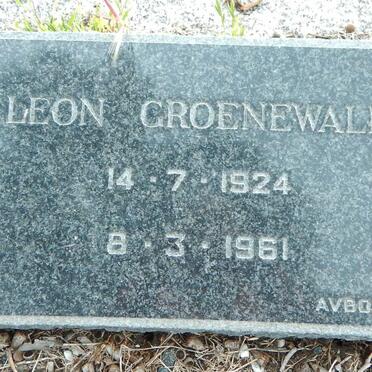 LEON GROENEWAL
14 · 7 · 1924
8 · 3 · 1961
AVBO